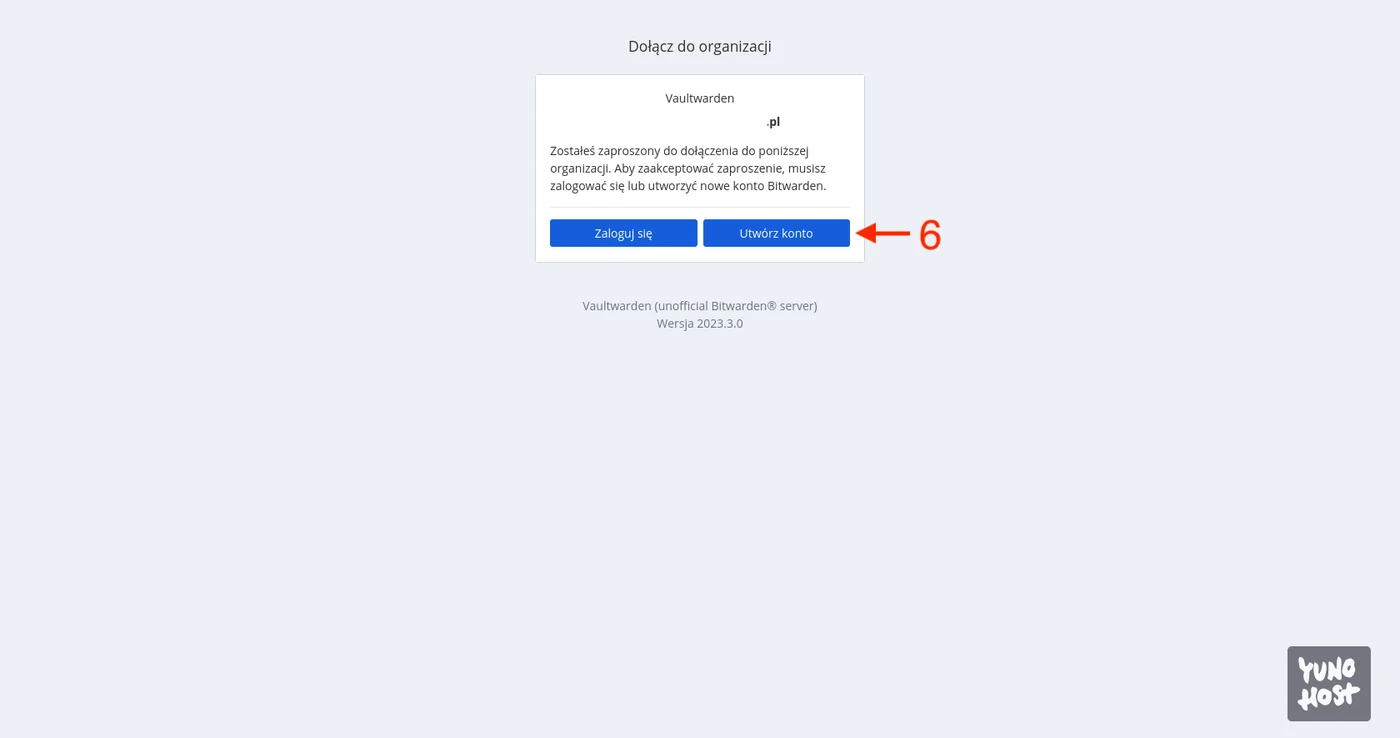 Dołącz do organizacji
Vaultwarden
.pl
Zostałeś zaproszony do dołączenia do poniższej
organizacji. Aby zaakceptować zaproszenie, musisz
zalogować się lub utworzyć nowe konto Bitwarden.
Zaloguj się
Utwórz konto
6
Vaultwarden (unofficial Bitwarden® server)
Wersja 2023.3.0
YUNO
HOST